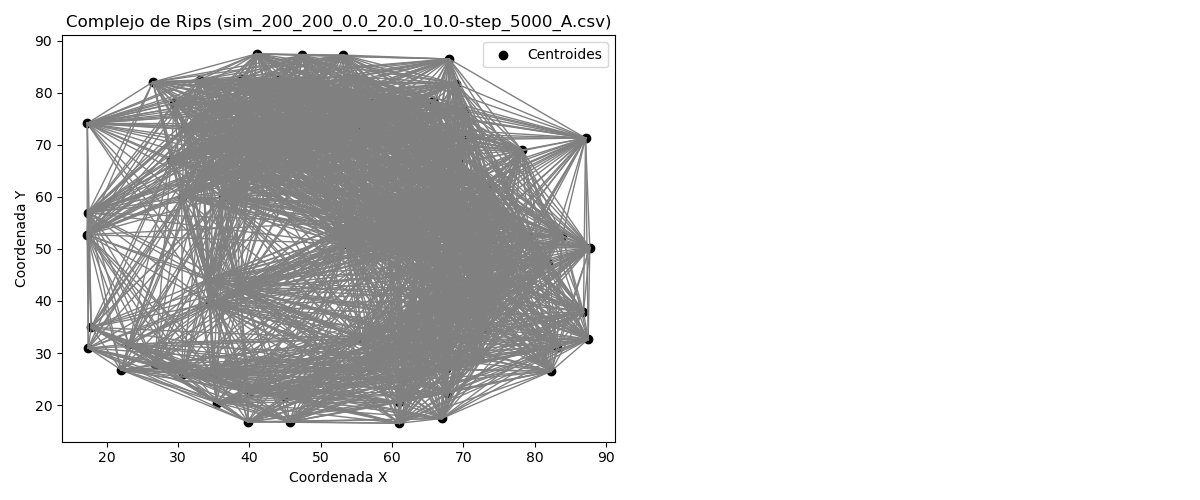 Complejo de Rips (sim_200_200_0.0_20.0_10.0-step_5000_A.csv)
Centroides
90
80
70
60
50
40
30
20
Coordenada Y
20 30 40 50 60 70 80 90
Coordenada X